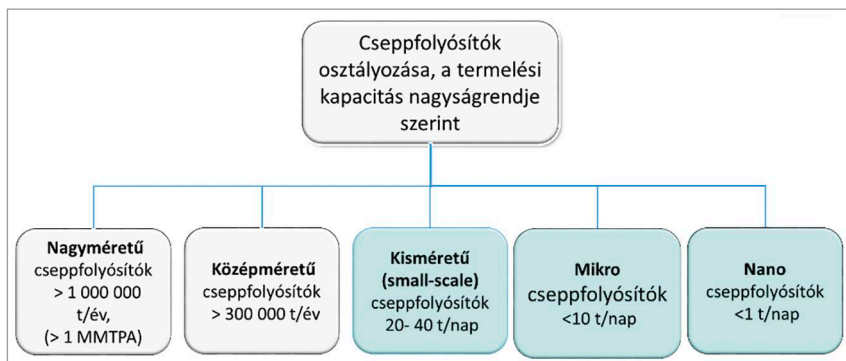 Cseppfolyósítók
osztályozása, a termelési
kapacitás nagyságrendje
szerint
Nagyméretű
cseppfolyósítók
> 1 000 000
t/év,
(> 1 MMTPA)
Középméretű
cseppfolyósítók
> 300 000 t/év
Kisméretű
(small-scale)
cseppfolyósítók
20- 40 t/nap
Mikro
cseppfolyósítók
<10 t/nap
Nano
cseppfolyósítók
<1 t/nap